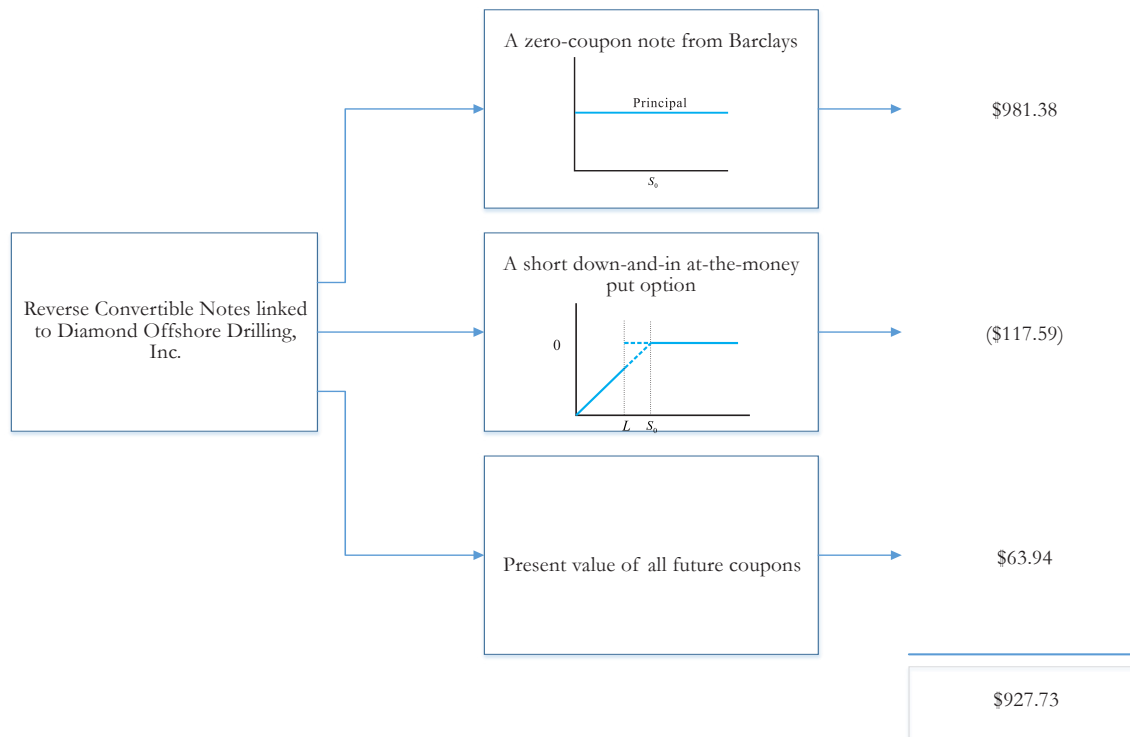 A zero-coupon note from Barclays
Principal
S₀
$981.38
Reverse Convertible Notes linked
to Diamond Offshore Drilling,
Inc.
A short down-and-in at-the-money
put option
0
L S₀
($117.59)
Present value of all future coupons
$63.94
$927.73